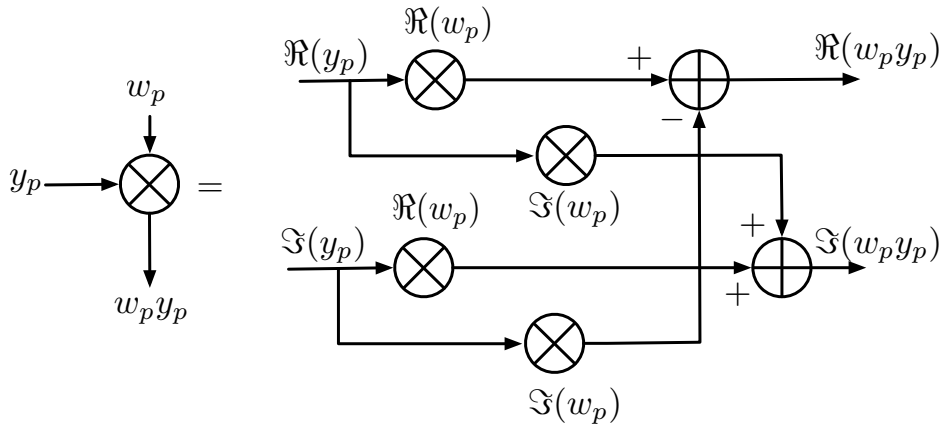 ℜ(w_p)
ℜ(y_p)
+
ℜ(w_p y_p)
−
w_p
y_p
=
ℑ(w_p)
ℜ(w_p)
+
ℑ(y_p)
+
ℑ(w_p y_p)
w_p y_p
ℑ(w_p)